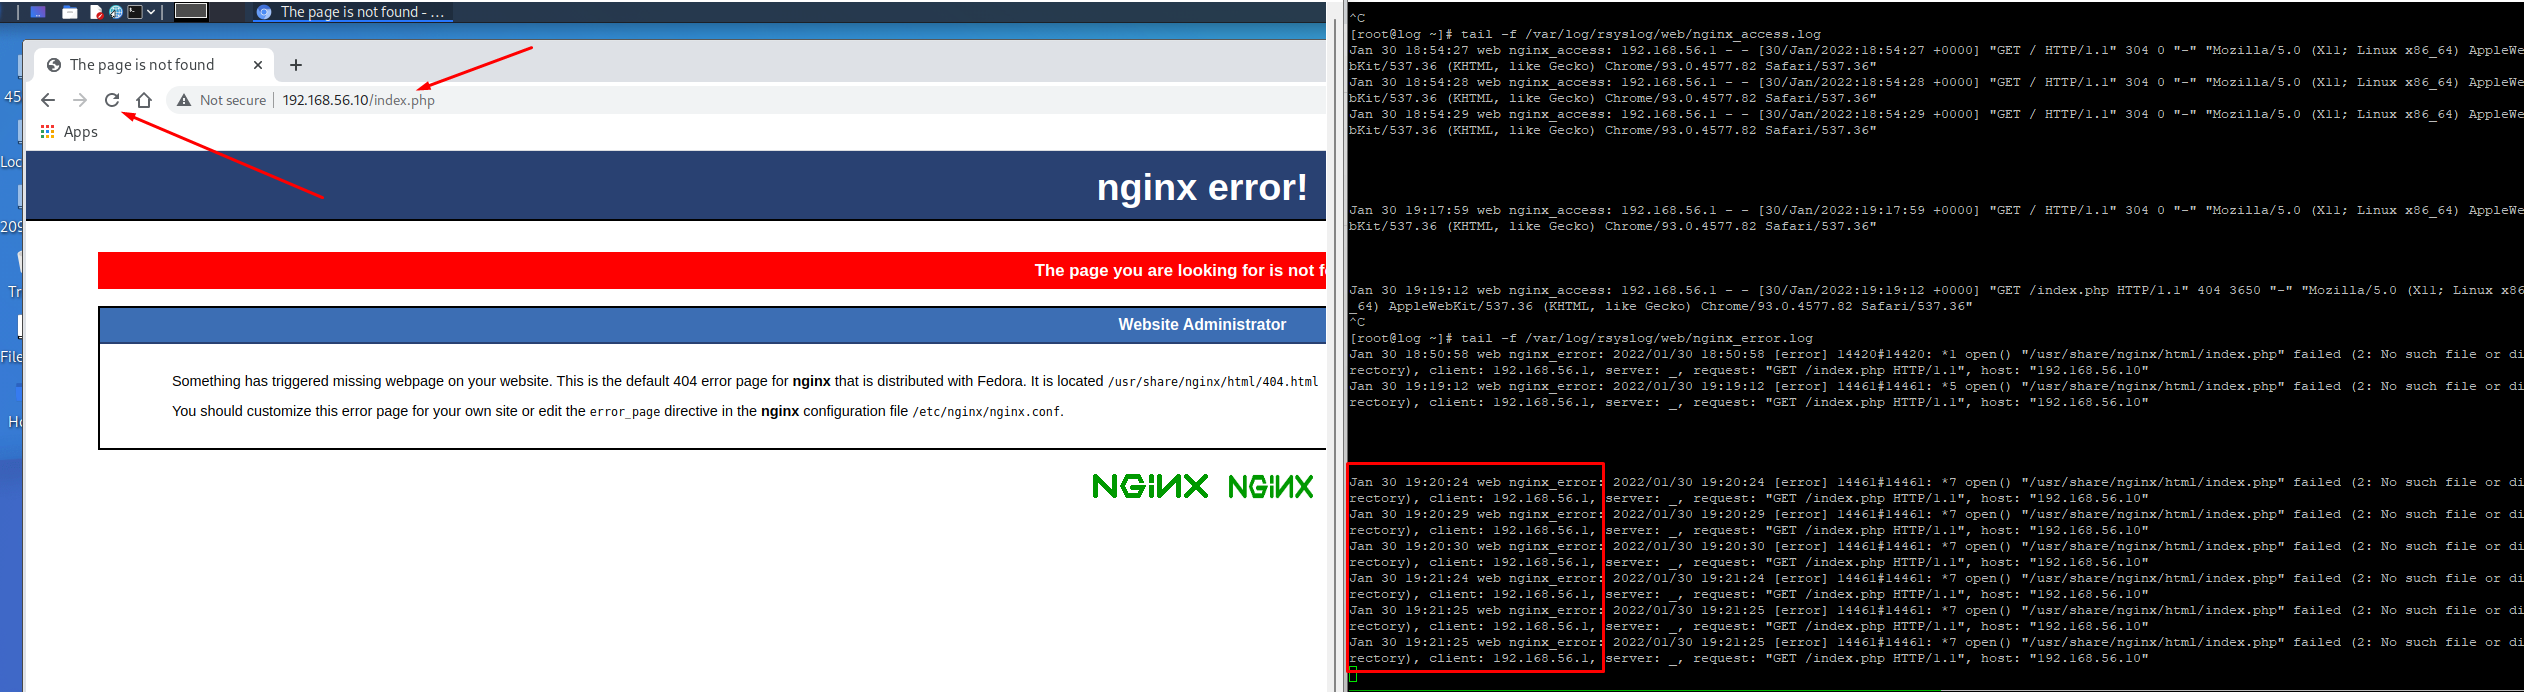 The page is not found - ...
The page is not found
Not secure
192.168.56.10/index.php
Apps
45
Loc
209
Tr
File
Ho
nginx error!
The page you are looking for is not f
Website Administrator
Something has triggered missing webpage on your website. This is the default 404 error page for nginx that is distributed with Fedora. It is located /usr/share/nginx/html/404.html
You should customize this error page for your own site or edit the error_page directive in the nginx configuration file /etc/nginx/nginx.conf.
NGINX NGINX
^C
[root@log ~]# tail -f /var/log/rsyslog/web/nginx_access.log
Jan 30 18:54:27 web nginx_access: 192.168.56.1 - - [30/Jan/2022:18:54:27 +0000] "GET / HTTP/1.1" 304 0 "-" "Mozilla/5.0 (X11; Linux x86_64) AppleWe
bKit/537.36 (KHTML, like Gecko) Chrome/93.0.4577.82 Safari/537.36"
Jan 30 18:54:28 web nginx_access: 192.168.56.1 - - [30/Jan/2022:18:54:28 +0000] "GET / HTTP/1.1" 304 0 "-" "Mozilla/5.0 (X11; Linux x86_64) AppleWe
bKit/537.36 (KHTML, like Gecko) Chrome/93.0.4577.82 Safari/537.36"
Jan 30 18:54:29 web nginx_access: 192.168.56.1 - - [30/Jan/2022:18:54:29 +0000] "GET / HTTP/1.1" 304 0 "-" "Mozilla/5.0 (X11; Linux x86_64) AppleWe
bKit/537.36 (KHTML, like Gecko) Chrome/93.0.4577.82 Safari/537.36"
Jan 30 19:17:59 web nginx_access: 192.168.56.1 - - [30/Jan/2022:19:17:59 +0000] "GET / HTTP/1.1" 304 0 "-" "Mozilla/5.0 (X11; Linux x86_64) AppleWe
bKit/537.36 (KHTML, like Gecko) Chrome/93.0.4577.82 Safari/537.36"
Jan 30 19:19:12 web nginx_access: 192.168.56.1 - - [30/Jan/2022:19:19:12 +0000] "GET /index.php HTTP/1.1" 404 3650 "-" "Mozilla/5.0 (X11; Linux x86
_64) AppleWebKit/537.36 (KHTML, like Gecko) Chrome/93.0.4577.82 Safari/537.36"
^C
[root@log ~]# tail -f /var/log/rsyslog/web/nginx_error.log
Jan 30 18:50:58 web nginx_error: 2022/01/30 18:50:58 [error] 14420#14420: *1 open() "/usr/share/nginx/html/index.php" failed (2: No such file or di
rectory), client: 192.168.56.1, server: _, request: "GET /index.php HTTP/1.1", host: "192.168.56.10"
Jan 30 19:19:12 web nginx_error: 2022/01/30 19:19:12 [error] 14461#14461: *5 open() "/usr/share/nginx/html/index.php" failed (2: No such file or di
rectory), client: 192.168.56.1, server: _, request: "GET /index.php HTTP/1.1", host: "192.168.56.10"
Jan 30 19:20:24 web nginx_error: 2022/01/30 19:20:24 [error] 14461#14461: *7 open() "/usr/share/nginx/html/index.php" failed (2: No such file or di
rectory), client: 192.168.56.1, server: _, request: "GET /index.php HTTP/1.1", host: "192.168.56.10"
Jan 30 19:20:29 web nginx_error: 2022/01/30 19:20:29 [error] 14461#14461: *7 open() "/usr/share/nginx/html/index.php" failed (2: No such file or di
rectory), client: 192.168.56.1, server: _, request: "GET /index.php HTTP/1.1", host: "192.168.56.10"
Jan 30 19:20:30 web nginx_error: 2022/01/30 19:20:30 [error] 14461#14461: *7 open() "/usr/share/nginx/html/index.php" failed (2: No such file or di
rectory), client: 192.168.56.1, server: _, request: "GET /index.php HTTP/1.1", host: "192.168.56.10"
Jan 30 19:21:24 web nginx_error: 2022/01/30 19:21:24 [error] 14461#14461: *7 open() "/usr/share/nginx/html/index.php" failed (2: No such file or di
rectory), client: 192.168.56.1, server: _, request: "GET /index.php HTTP/1.1", host: "192.168.56.10"
Jan 30 19:21:25 web nginx_error: 2022/01/30 19:21:25 [error] 14461#14461: *7 open() "/usr/share/nginx/html/index.php" failed (2: No such file or di
rectory), client: 192.168.56.1, server: _, request: "GET /index.php HTTP/1.1", host: "192.168.56.10"
Jan 30 19:21:25 web nginx_error: 2022/01/30 19:21:25 [error] 14461#14461: *7 open() "/usr/share/nginx/html/index.php" failed (2: No such file or di
rectory), client: 192.168.56.1, server: _, request: "GET /index.php HTTP/1.1", host: "192.168.56.10"